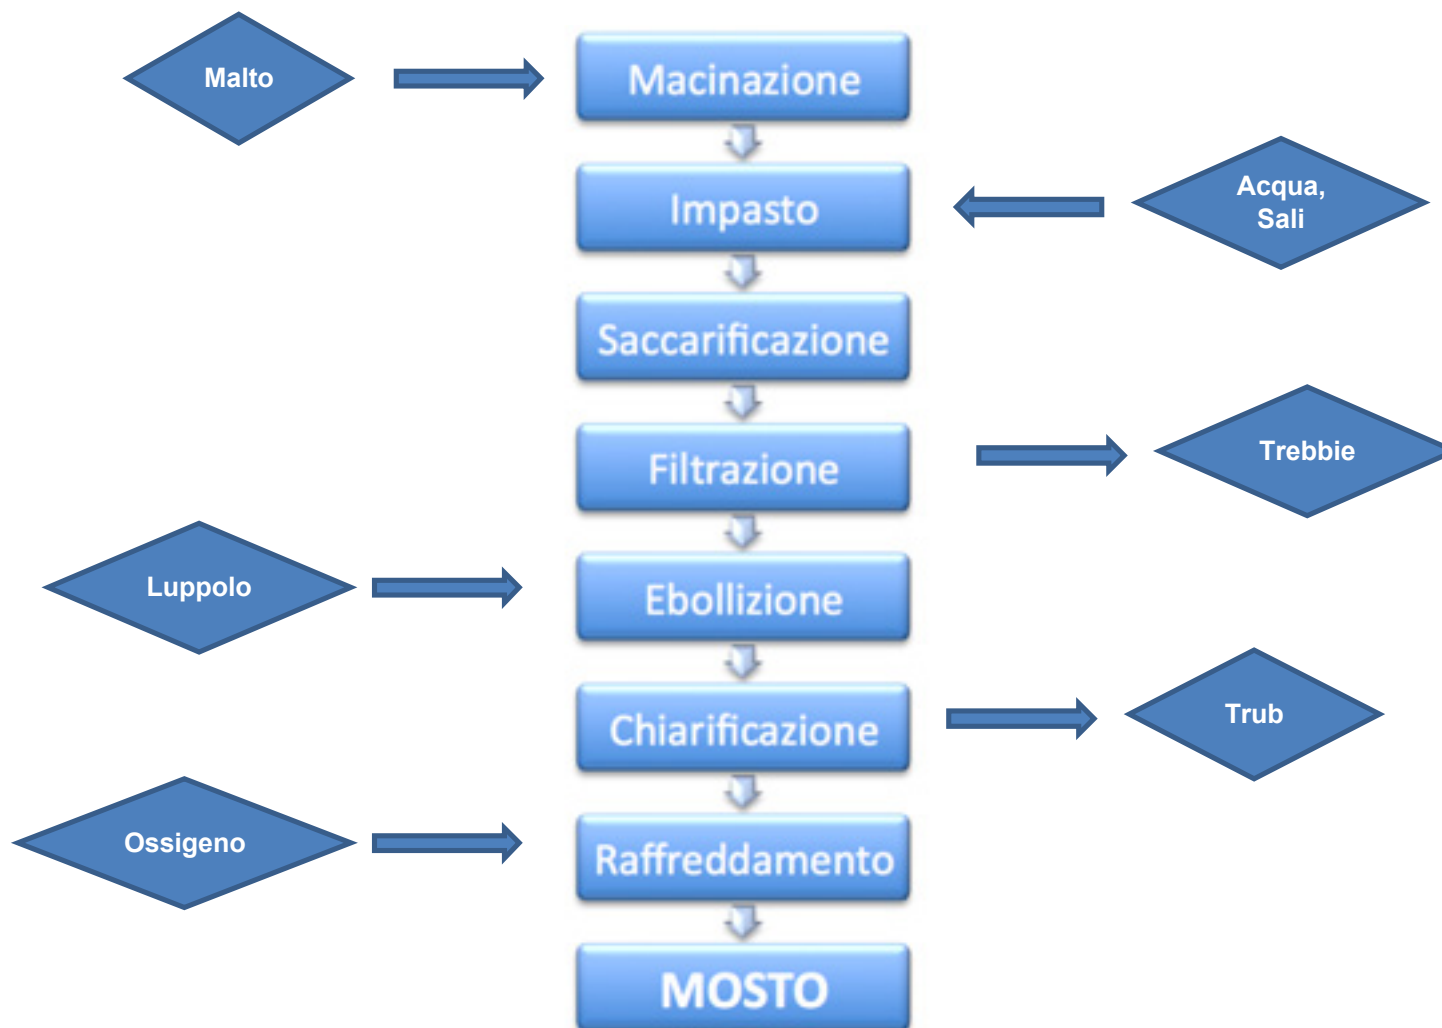 Malto
Macinazione
Impasto
Acqua,
Sali
Saccarificazione
Filtrazione
Trebbie
Luppolo
Ebollizione
Chiarificazione
Trub
Ossigeno
Raffreddamento
MOSTO